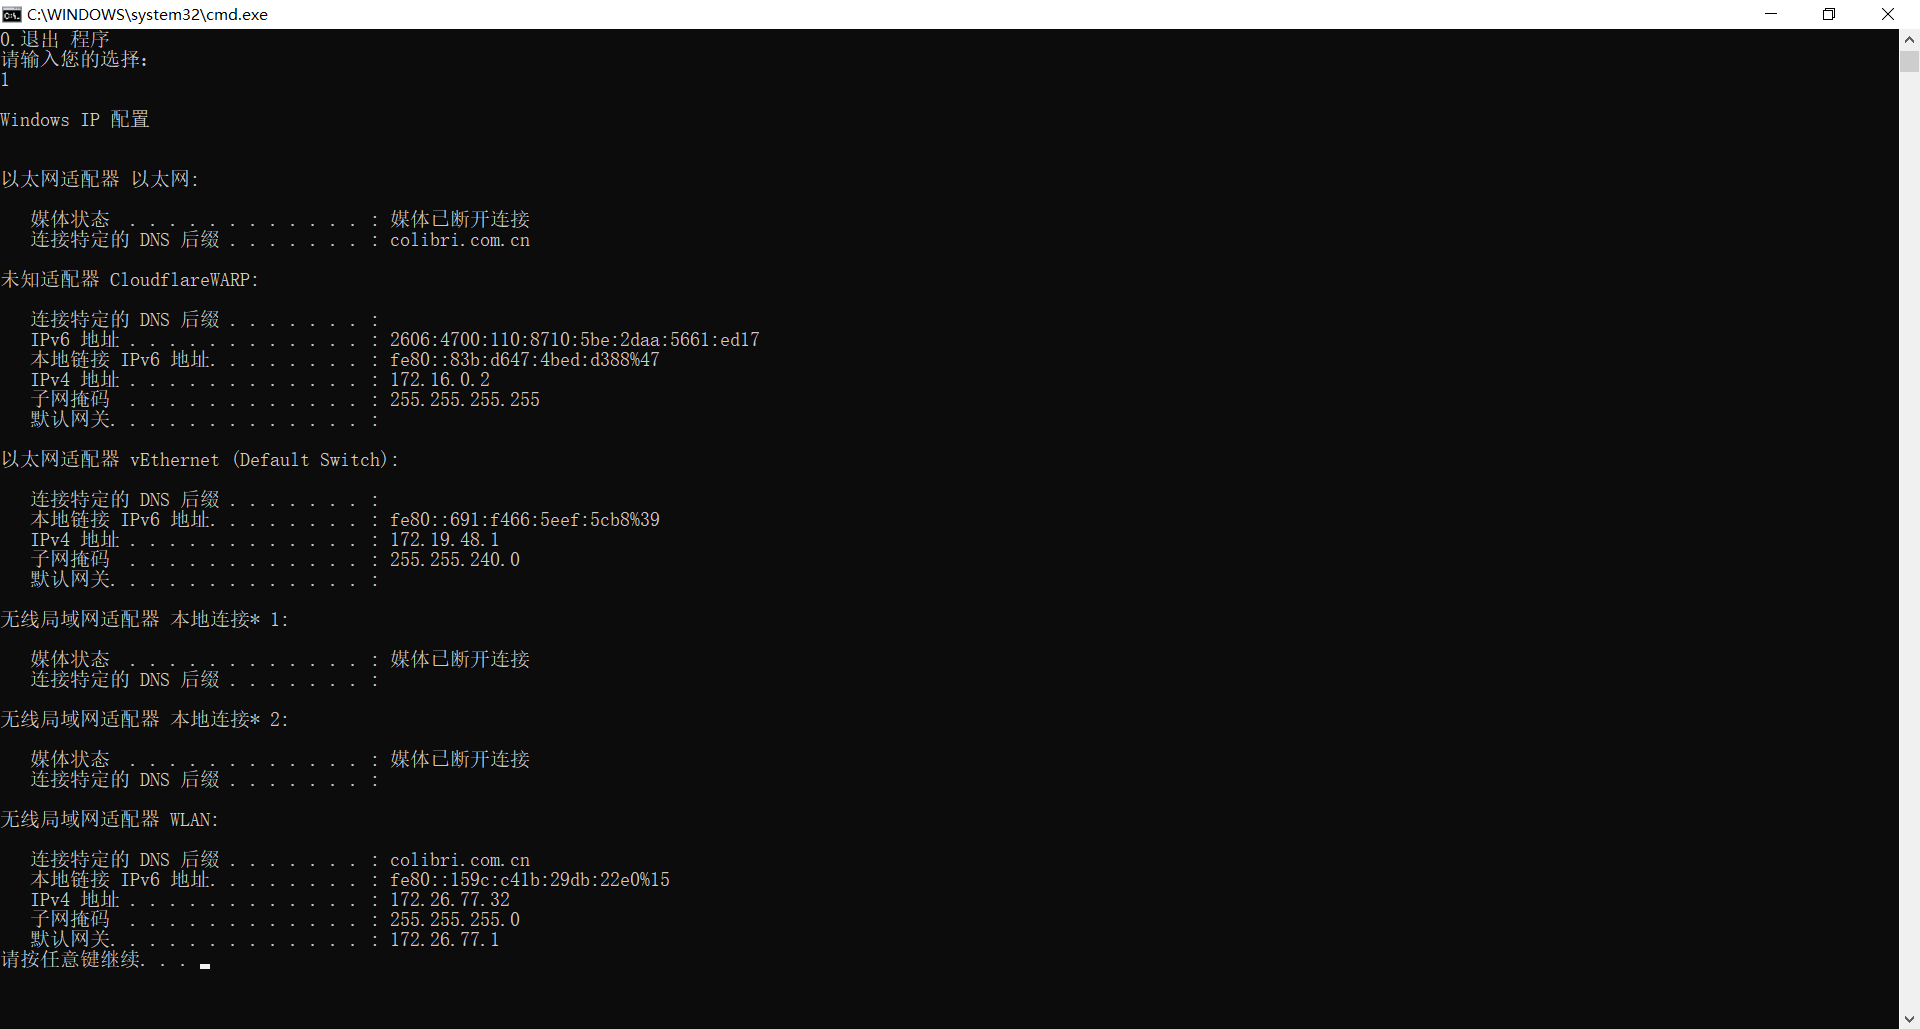 C:\WINDOWS\system32\cmd.exe
0.退出 程序
请输入您的选择：
1
Windows IP 配置
以太网适配器 以太网:
   媒体状态  . . . . . . . . . . . . : 媒体已断开连接
   连接特定的 DNS 后缀 . . . . . . . : colibri.com.cn
未知适配器 CloudflareWARP:
   连接特定的 DNS 后缀 . . . . . . . :
   IPv6 地址 . . . . . . . . . . . . : 2606:4700:110:8710:5be:2daa:5661:ed17
   本地链接 IPv6 地址. . . . . . . . : fe80::83b:d647:4bed:d388%47
   IPv4 地址 . . . . . . . . . . . . : 172.16.0.2
   子网掩码  . . . . . . . . . . . . : 255.255.255.255
   默认网关. . . . . . . . . . . . . :
以太网适配器 vEthernet (Default Switch):
   连接特定的 DNS 后缀 . . . . . . . :
   本地链接 IPv6 地址. . . . . . . . : fe80::691:f466:5eef:5cb8%39
   IPv4 地址 . . . . . . . . . . . . : 172.19.48.1
   子网掩码  . . . . . . . . . . . . : 255.255.240.0
   默认网关. . . . . . . . . . . . . :
无线局域网适配器 本地连接* 1:
   媒体状态  . . . . . . . . . . . . : 媒体已断开连接
   连接特定的 DNS 后缀 . . . . . . . :
无线局域网适配器 本地连接* 2:
   媒体状态  . . . . . . . . . . . . : 媒体已断开连接
   连接特定的 DNS 后缀 . . . . . . . :
无线局域网适配器 WLAN:
   连接特定的 DNS 后缀 . . . . . . . : colibri.com.cn
   本地链接 IPv6 地址. . . . . . . . : fe80::159c:c41b:29db:22e0%15
   IPv4 地址 . . . . . . . . . . . . : 172.26.77.32
   子网掩码  . . . . . . . . . . . . : 255.255.255.0
   默认网关. . . . . . . . . . . . . : 172.26.77.1
请按任意键继续. . .